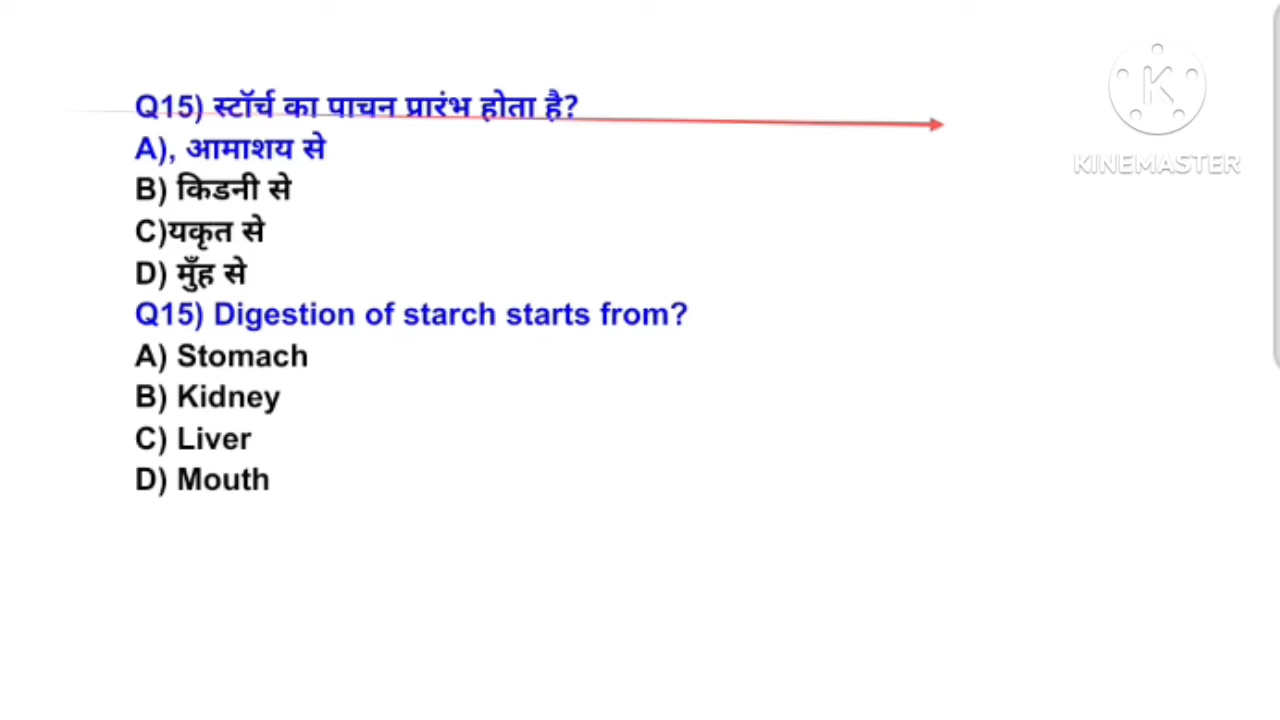 Q15) स्टॉर्च का पाचन प्रारंभ होता है?
A), आमाशय से
B) किडनी से
C)यकृत से
D) मुँह से
Q15) Digestion of starch starts from?
A) Stomach
B) Kidney
C) Liver
D) Mouth
K
KINEMASTER